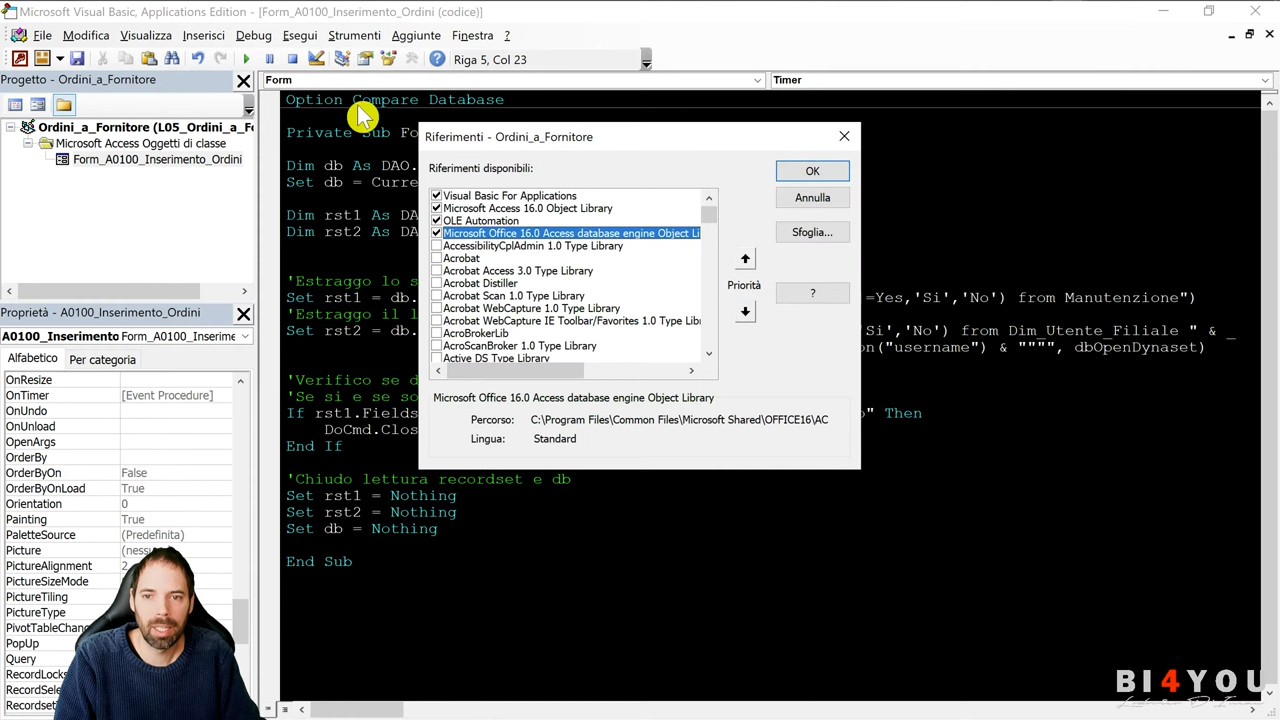 Microsoft Visual Basic, Applications Edition - [Form_A0100_Inserimento_Ordini (codice)]
File Modifica Visualizza Inserisci Debug Esegui Strumenti Aggiunte Finestra ?
Riga 5, Col 23
Progetto - Ordini_a_Fornitore
Ordini_a_Fornitore (L05_Ordini_a_Fo
Microsoft Access Oggetti di classe
Form_A0100_Inserimento_Ordini
Proprietà - A0100_Inserimento_Ordini
A0100_Inserimento Form_A0100_Inserime
Alfabetico Per categoria
OnResize
OnTimer [Event Procedure]
OnUndo
OnUnload
OpenArgs
OrderBy
OrderByOn False
OrderByOnLoad True
Orientation 0
Painting True
PaletteSource (Predefinita)
Picture
PictureAlignment 2
PictureSizeMode
PictureTiling
PictureType
PivotTableChan
PopUp
Query
RecordLocks
RecordSele
Recordset
Form Timer
Option Compare Database
Private Sub Fo
Dim db As DAO.
Set db = Curre
Dim rst1 As DA
Dim rst2 As DA
'Estraggo lo s
Set rst1 = db. =Yes,'Si','No') from Manutenzione")
'Estraggo il l
Set rst2 = db. 'Si','No') from Dim_Utente_Filiale " & _
on("username") & """", dbOpenDynaset)
'Verifico se d
'Se si e se so
If rst1.Fields o" Then
DoCmd.Clos
End If
'Chiudo lettura recordset e db
Set rst1 = Nothing
Set rst2 = Nothing
Set db = Nothing
End Sub
Riferimenti - Ordini_a_Fornitore
Riferimenti disponibili:
Visual Basic For Applications
Microsoft Access 16.0 Object Library
OLE Automation
Microsoft Office 16.0 Access database engine Object Li
AccessibilityCplAdmin 1.0 Type Library
Acrobat
Acrobat Access 3.0 Type Library
Acrobat Distiller
Acrobat Scan 1.0 Type Library
Acrobat WebCapture 1.0 Type Library
Acrobat WebCapture IE Toolbar/Favorites 1.0 Type Libr
AcroBrokerLib
AcroScanBroker 1.0 Type Library
Active DS Type Library
OK
Annulla
Sfoglia...
Priorità
?
Microsoft Office 16.0 Access database engine Object Library
Percorso: C:\Program Files\Common Files\Microsoft Shared\OFFICE16\AC
Lingua: Standard
BI4YOU